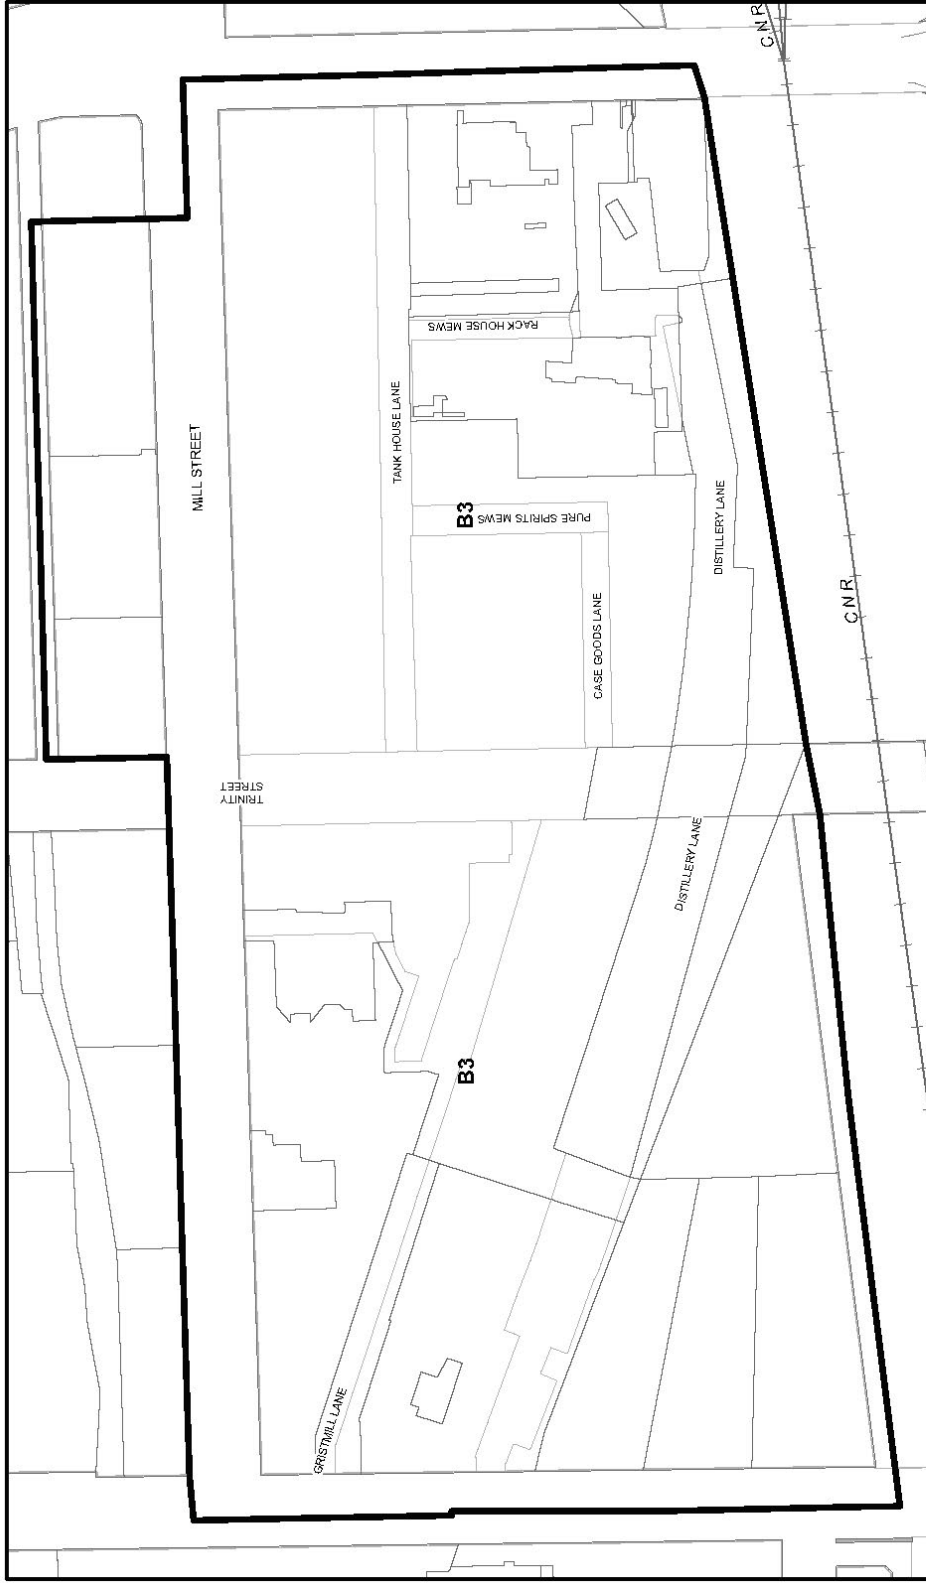 CNR
MILL STREET
RACK HOUSE MEWS
TANK HOUSE LANE
B3
PURE SPIRITS MEWS
DISTILLERY LANE
CNR
CASE GOODS LANE
TRINITY
STREET
DISTILLERY LANE
B3
GRISTMILL LANE